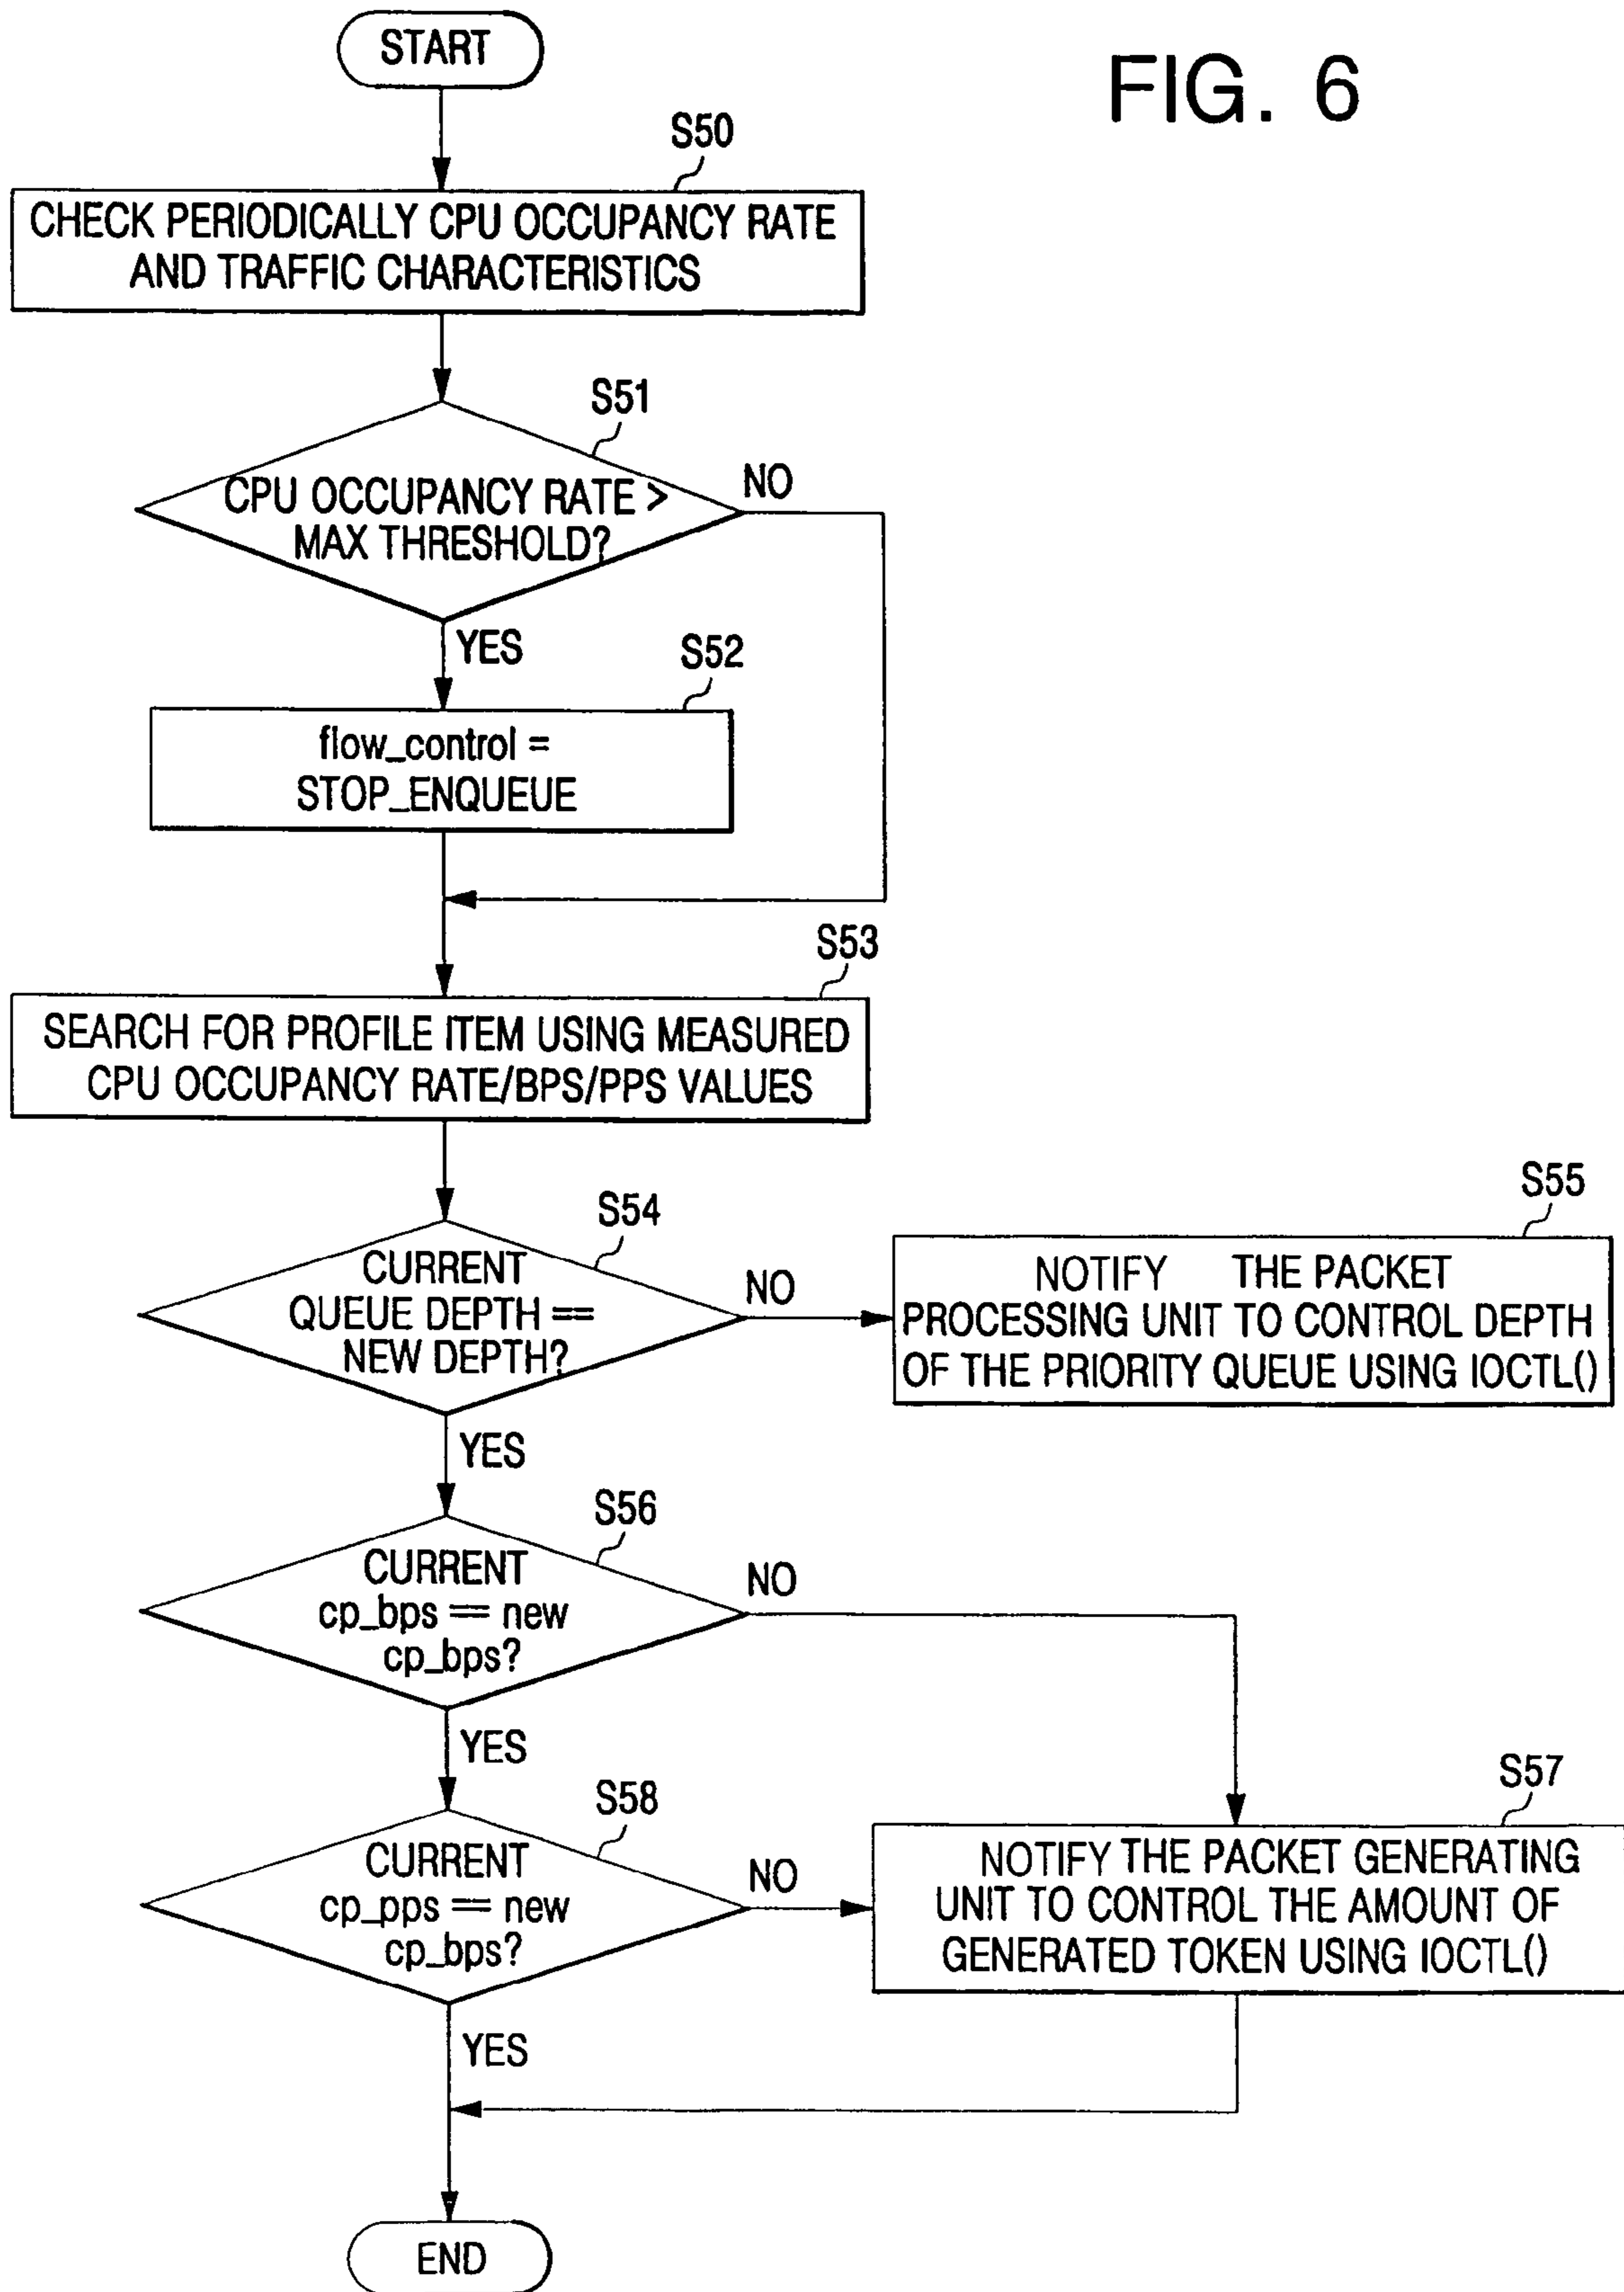 START
FIG. 6
S50
CHECK PERIODICALLY CPU OCCUPANCY RATE
AND TRAFFIC CHARACTERISTICS
S51
CPU OCCUPANCY RATE >
MAX THRESHOLD?
NO
YES
S52
flow_control =
STOP_ENQUEUE
S53
SEARCH FOR PROFILE ITEM USING MEASURED
CPU OCCUPANCY RATE/BPS/PPS VALUES
S54
CURRENT
QUEUE DEPTH ==
NEW DEPTH?
NO
S55
NOTIFY THE PACKET
PROCESSING UNIT TO CONTROL DEPTH
OF THE PRIORITY QUEUE USING IOCTL()
YES
S56
CURRENT
cp_bps == new
cp_bps?
NO
YES
S58
CURRENT
cp_pps == new
cp_bps?
NO
S57
NOTIFY THE PACKET GENERATING
UNIT TO CONTROL THE AMOUNT OF
GENERATED TOKEN USING IOCTL()
YES
END